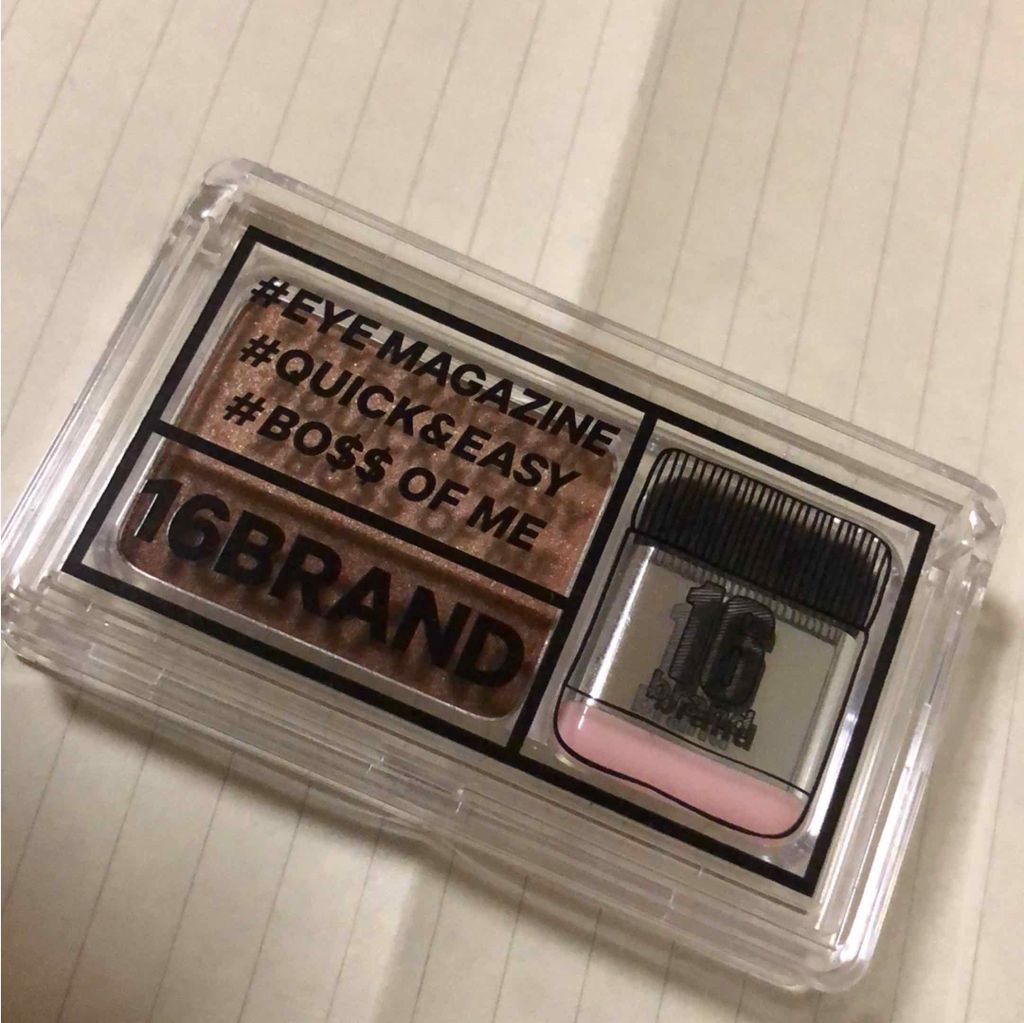 #EYE MAGAZINE
#QUICK&EASY
#BO$$ OF ME
16BRAND
16
brand